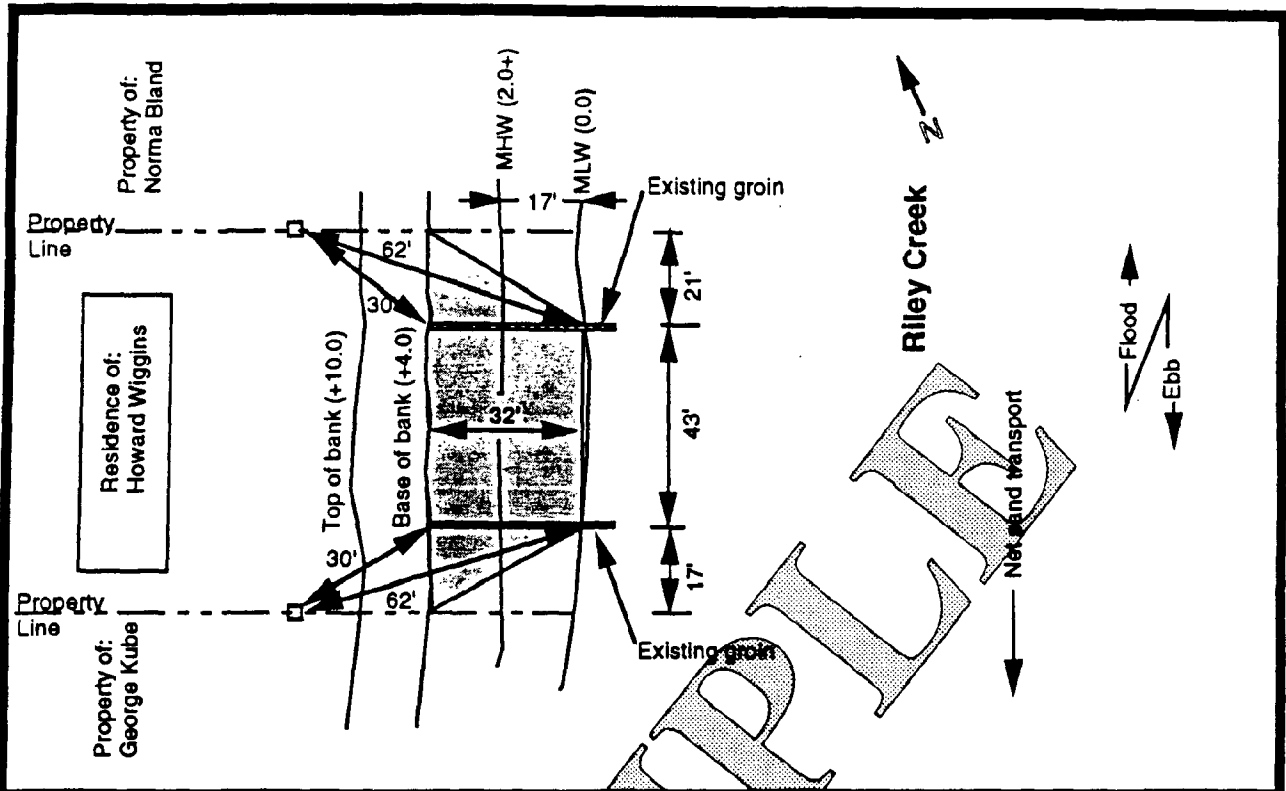 Property of:
Norma Bland
Property
Line
62'
30
MHW (2.0+)
17'
MLW (0.0)
Existing groin
21'
N
Riley Creek
Flood
Ebb
Residence of:
Howard Wiggins
Top of bank (+10.0)
Base of bank (+4.0)
32'
43'
Net sand transport
30'
62'
17'
Property
Line
Existing groin
Property of:
George Kube